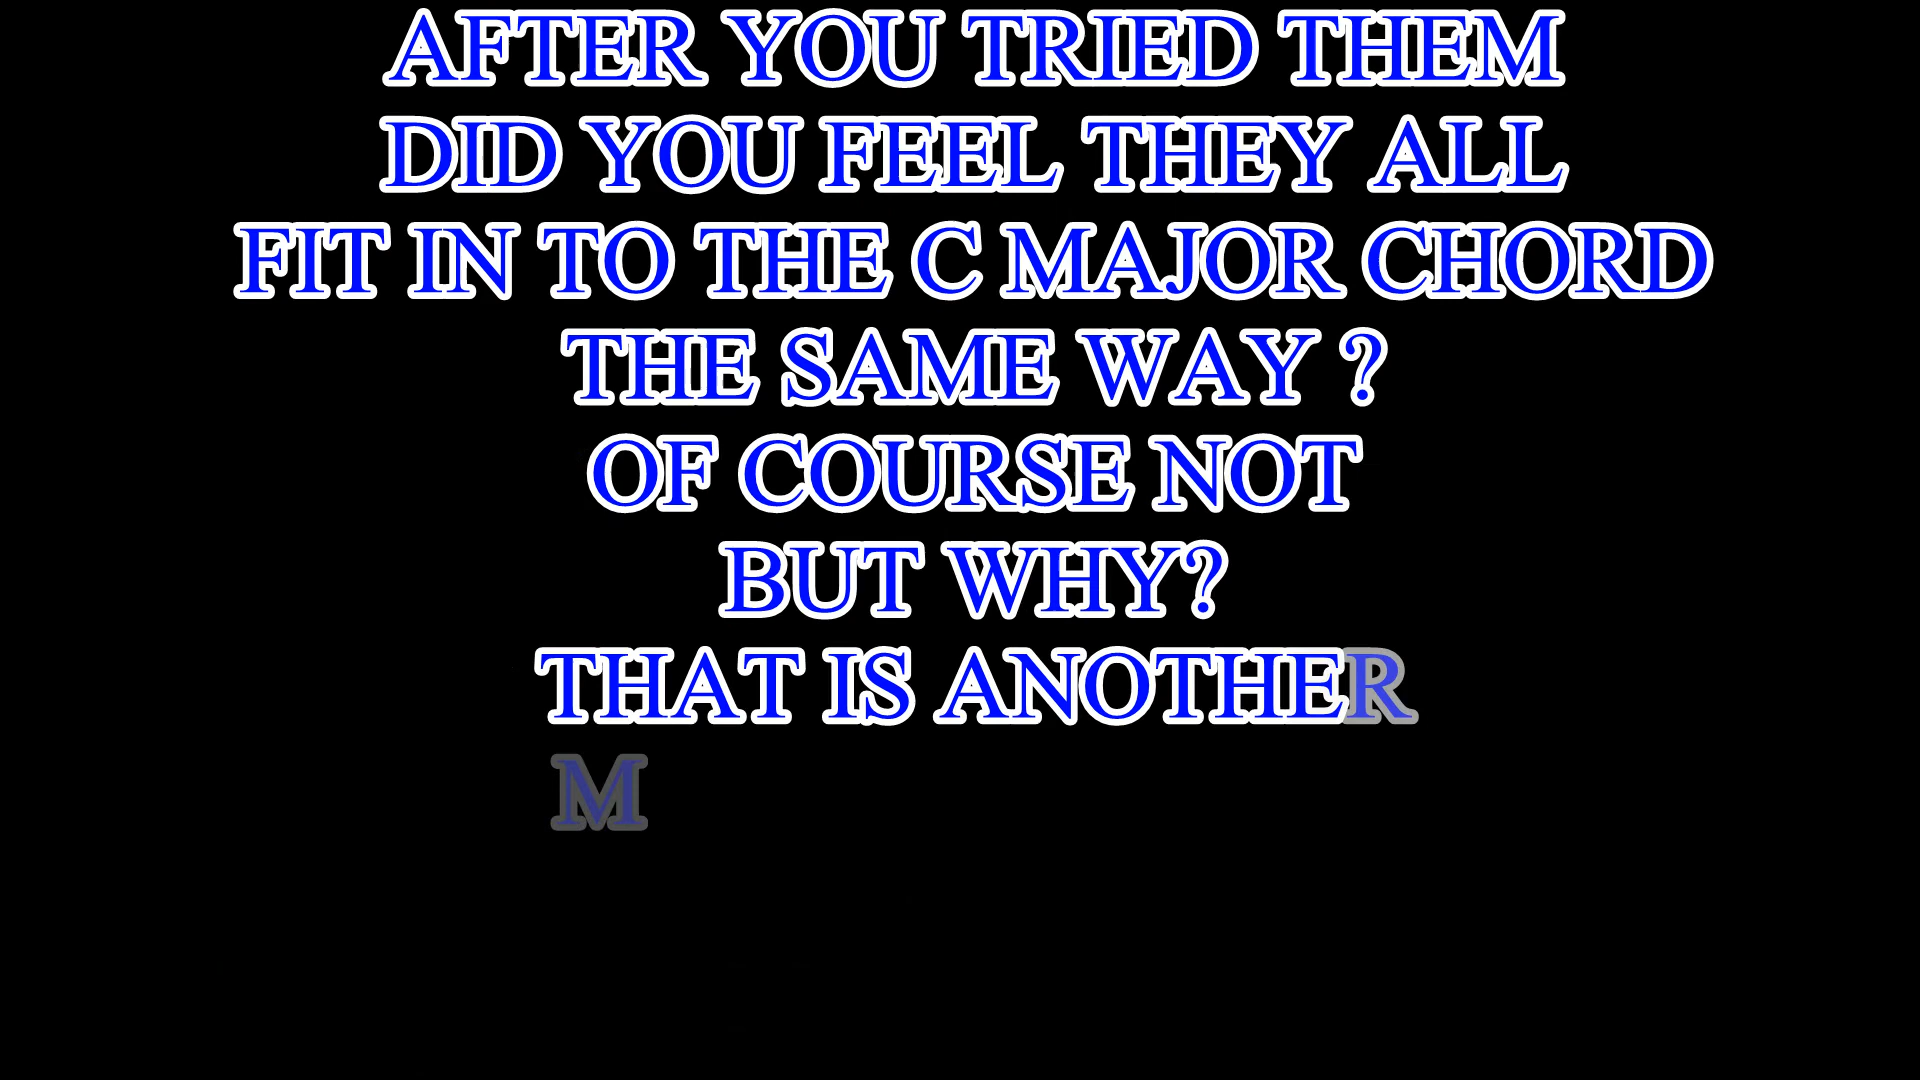 AFTER YOU TRIED THEM
DID YOU FEEL THEY ALL
FIT IN TO THE C MAJOR CHORD
THE SAME WAY ?
OF COURSE NOT
BUT WHY?
THAT IS ANOTHER
M